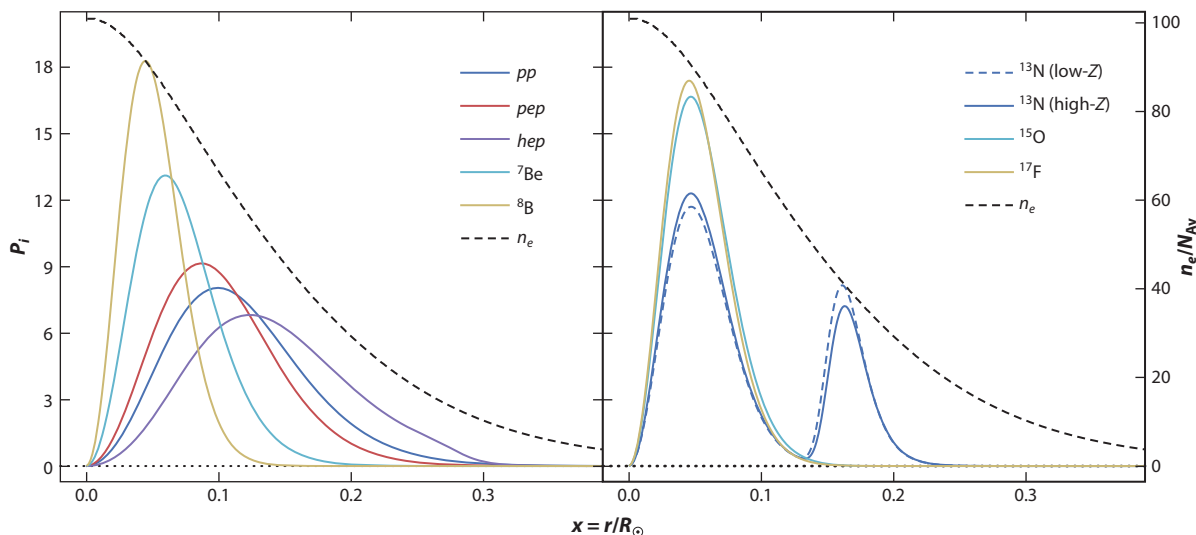 18
15
12
9
6
3
0
P_i
pp
pep
hep
⁷Be
⁸B
n_e
0.0
0.1
0.2
0.3
¹³N (low-Z)
¹³N (high-Z)
¹⁵O
¹⁷F
n_e
0.0
0.1
0.2
0.3
100
80
60
40
20
0
n_e/N_Av
x = r/R_⊙